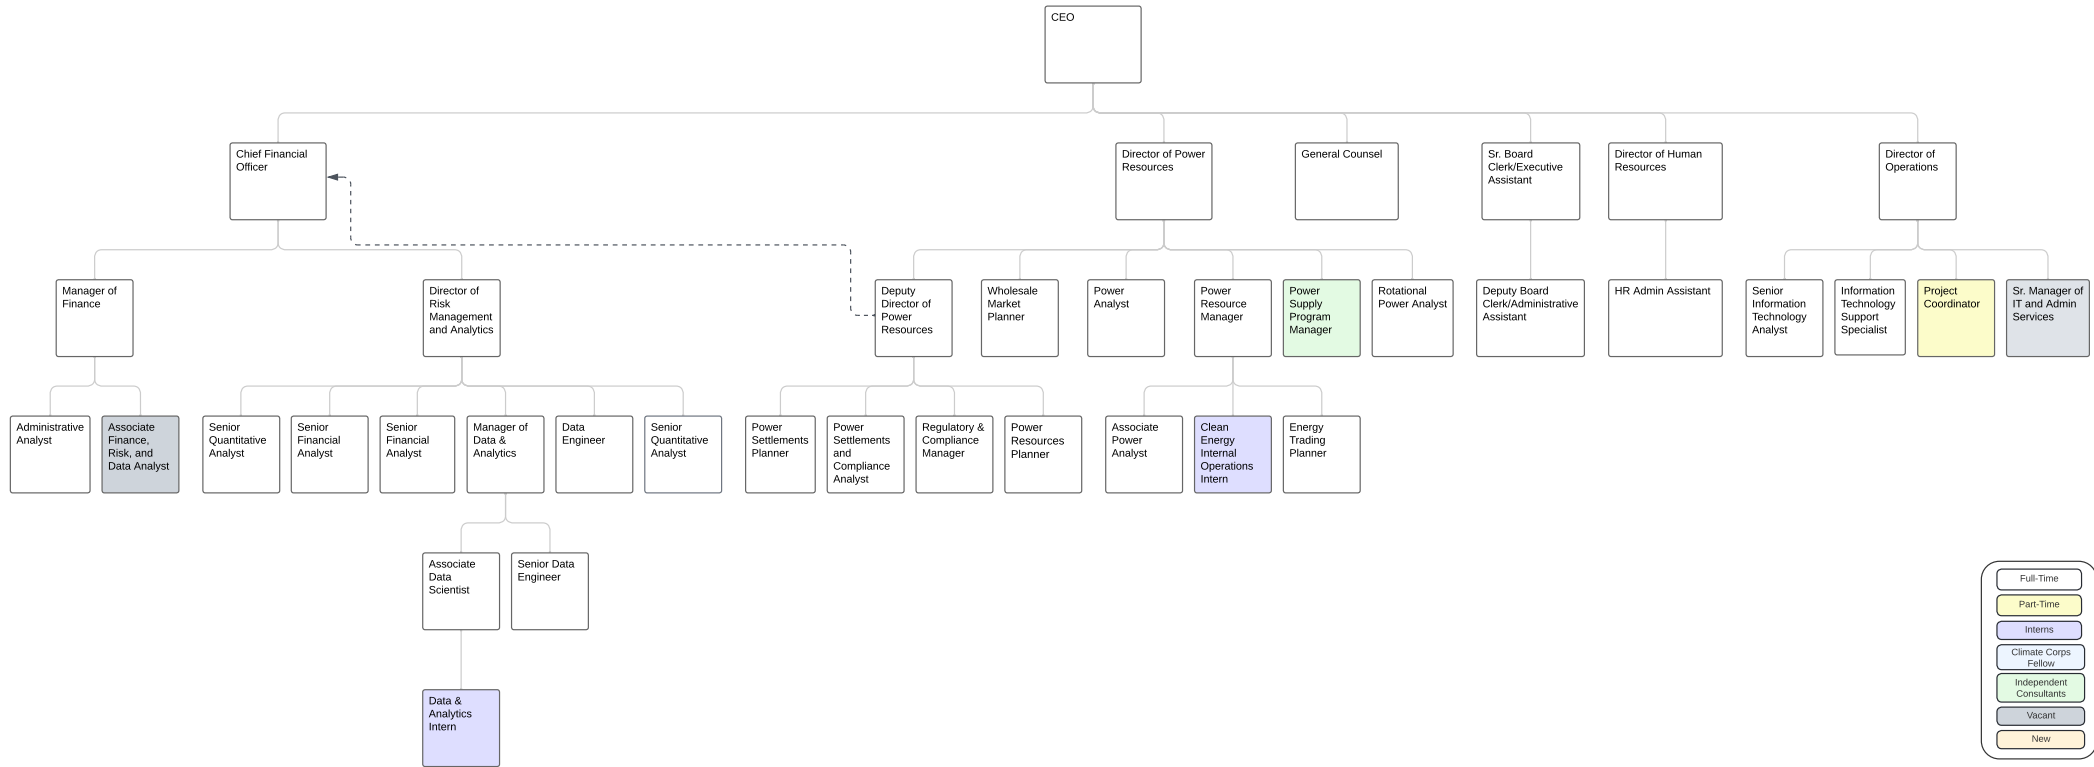 CEO
Chief Financial
Officer
Director of Power
Resources
General Counsel
Sr. Board
Clerk/Executive
Assistant
Director of Human
Resources
Director of
Operations
Manager of
Finance
Director of
Risk
Management
and Analytics
Deputy
Director of
Power
Resources
Wholesale
Market
Planner
Power
Analyst
Power
Resource
Manager
Power
Supply
Program
Manager
Rotational
Power Analyst
Deputy Board
Clerk/Administrative
Assistant
HR Admin Assistant
Senior
Information
Technology
Analyst
Information
Technology
Support
Specialist
Project
Coordinator
Sr. Manager of
IT and Admin
Services
Administrative
Analyst
Associate
Finance,
Risk, and
Data Analyst
Senior
Quantitative
Analyst
Senior
Financial
Analyst
Senior
Financial
Analyst
Manager of
Data &
Analytics
Data
Engineer
Senior
Quantitative
Analyst
Power
Settlements
Planner
Power
Settlements
and
Compliance
Analyst
Regulatory &
Compliance
Manager
Power
Resources
Planner
Associate
Power
Analyst
Clean
Energy
Internal
Operations
Intern
Energy
Trading
Planner
Associate
Data
Scientist
Senior Data
Engineer
Data &
Analytics
Intern
Full-Time
Part-Time
Interns
Climate Corps
Fellow
Independent
Consultants
Vacant
New